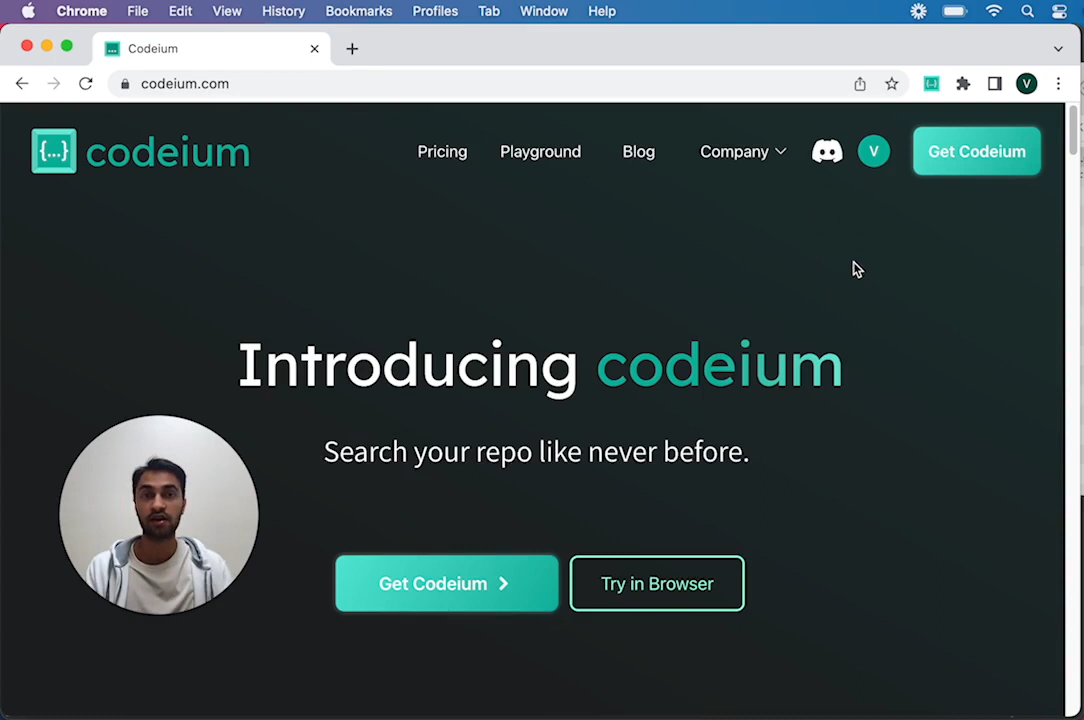 Chrome File Edit View History Bookmarks Profiles Tab Window Help
Codeium
codeium.com
V
{...} codeium
Pricing Playground Blog Company V Get Codeium
Introducing codeium
Search your repo like never before.
Get Codeium Try in Browser